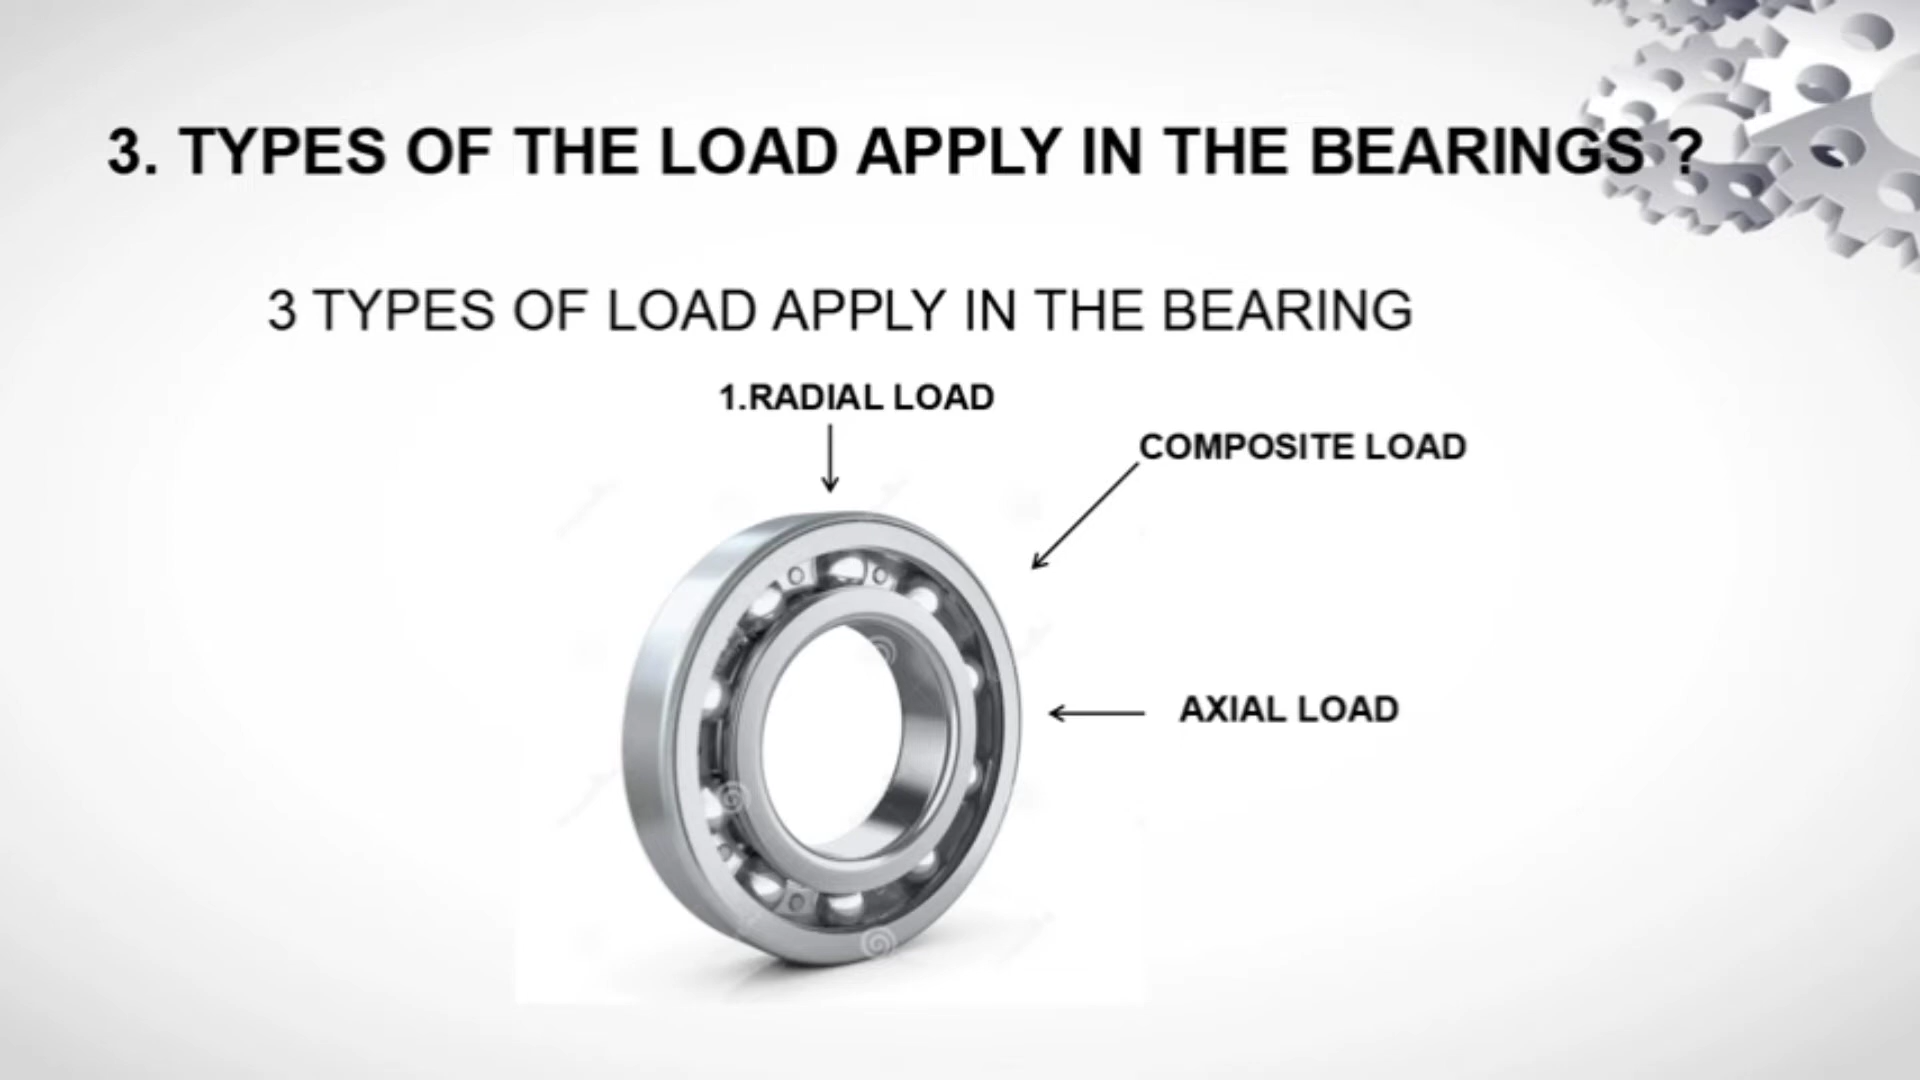 3. TYPES OF THE LOAD APPLY IN THE BEARINGS ?
3 TYPES OF LOAD APPLY IN THE BEARING
1.RADIAL LOAD
COMPOSITE LOAD
AXIAL LOAD